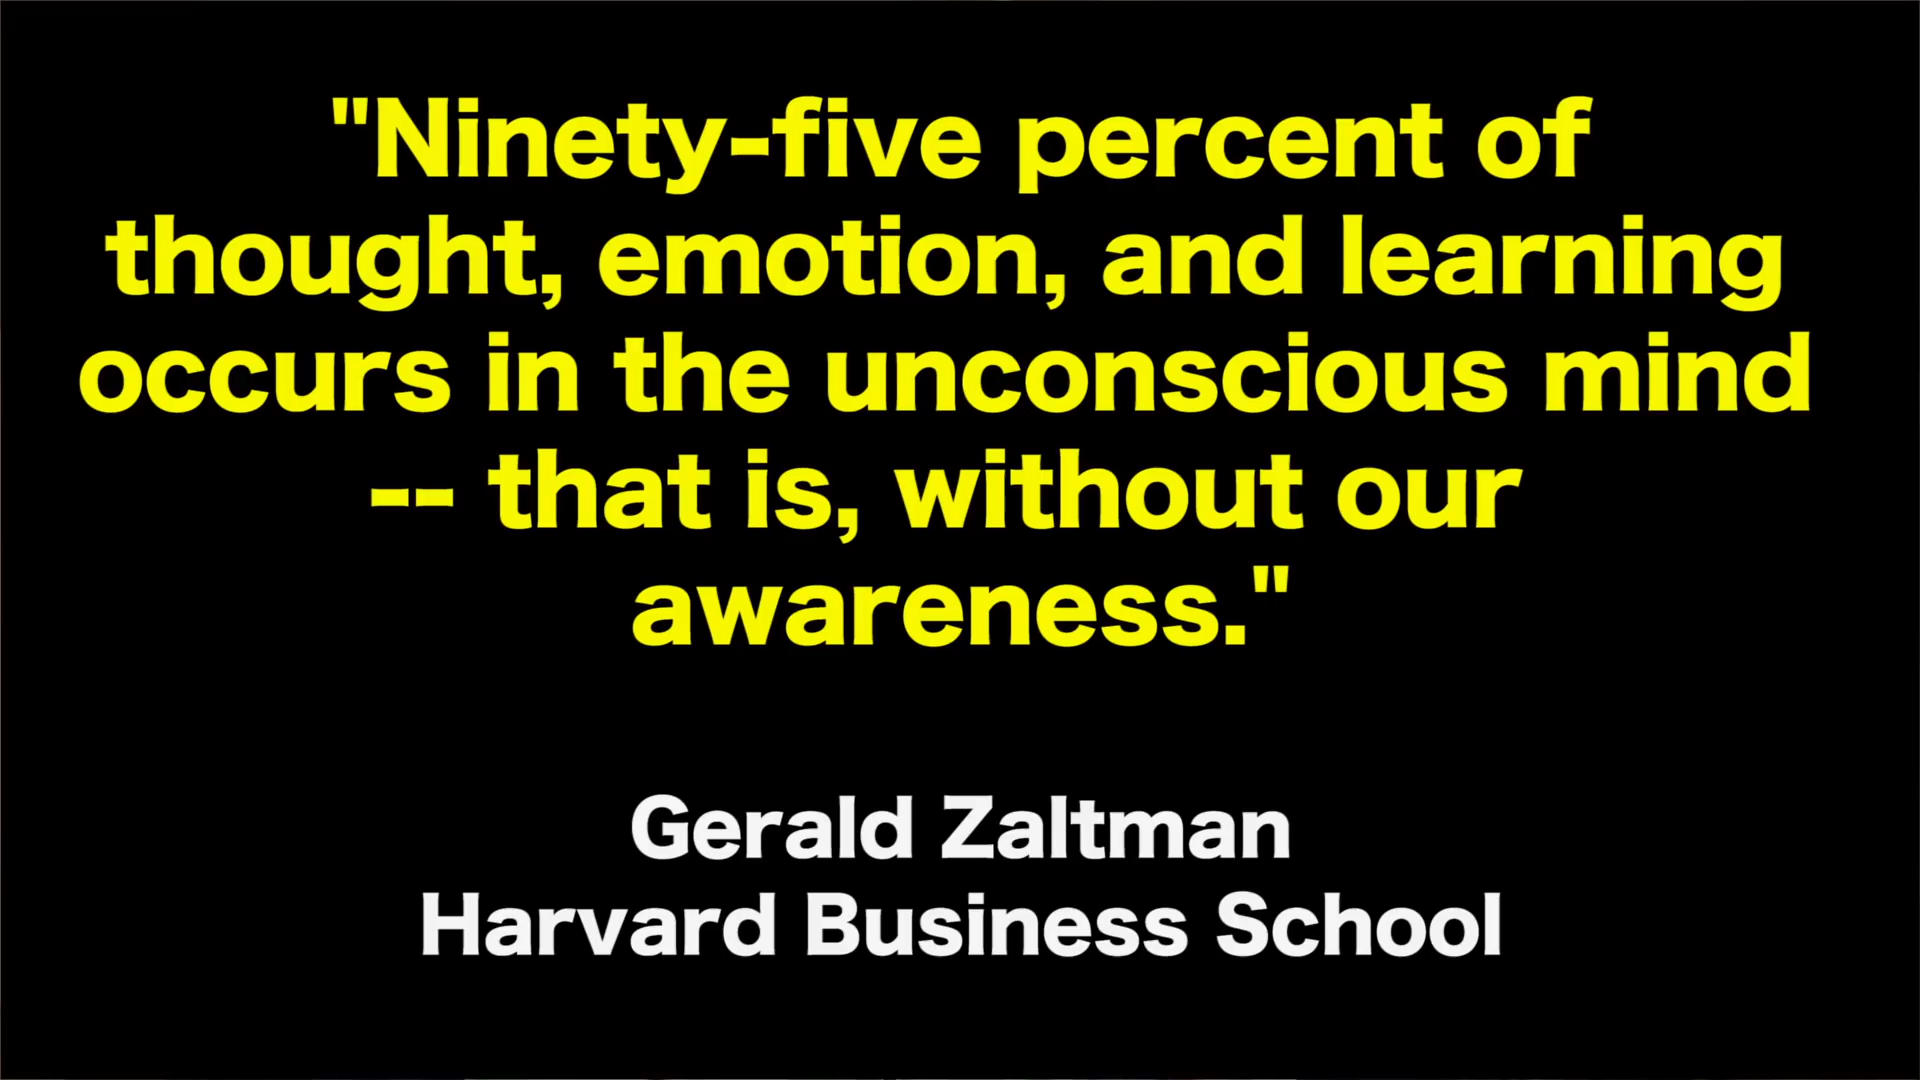 "Ninety-five percent of
thought, emotion, and learning
occurs in the unconscious mind
-- that is, without our
awareness."
Gerald Zaltman
Harvard Business School